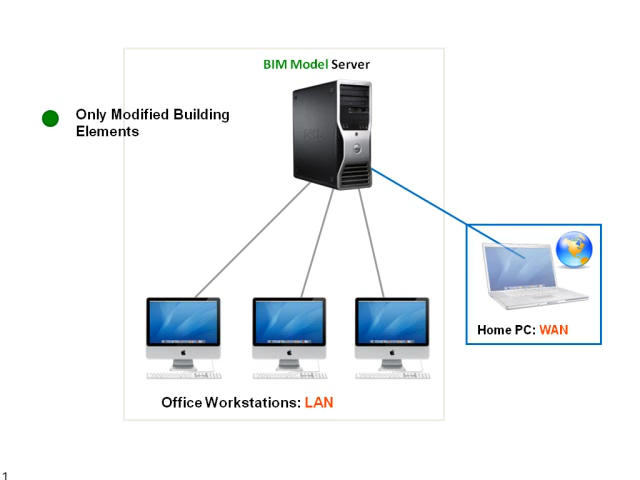 BIM Model Server
Only Modified Building
Elements
Home PC: WAN
Office Workstations: LAN
1